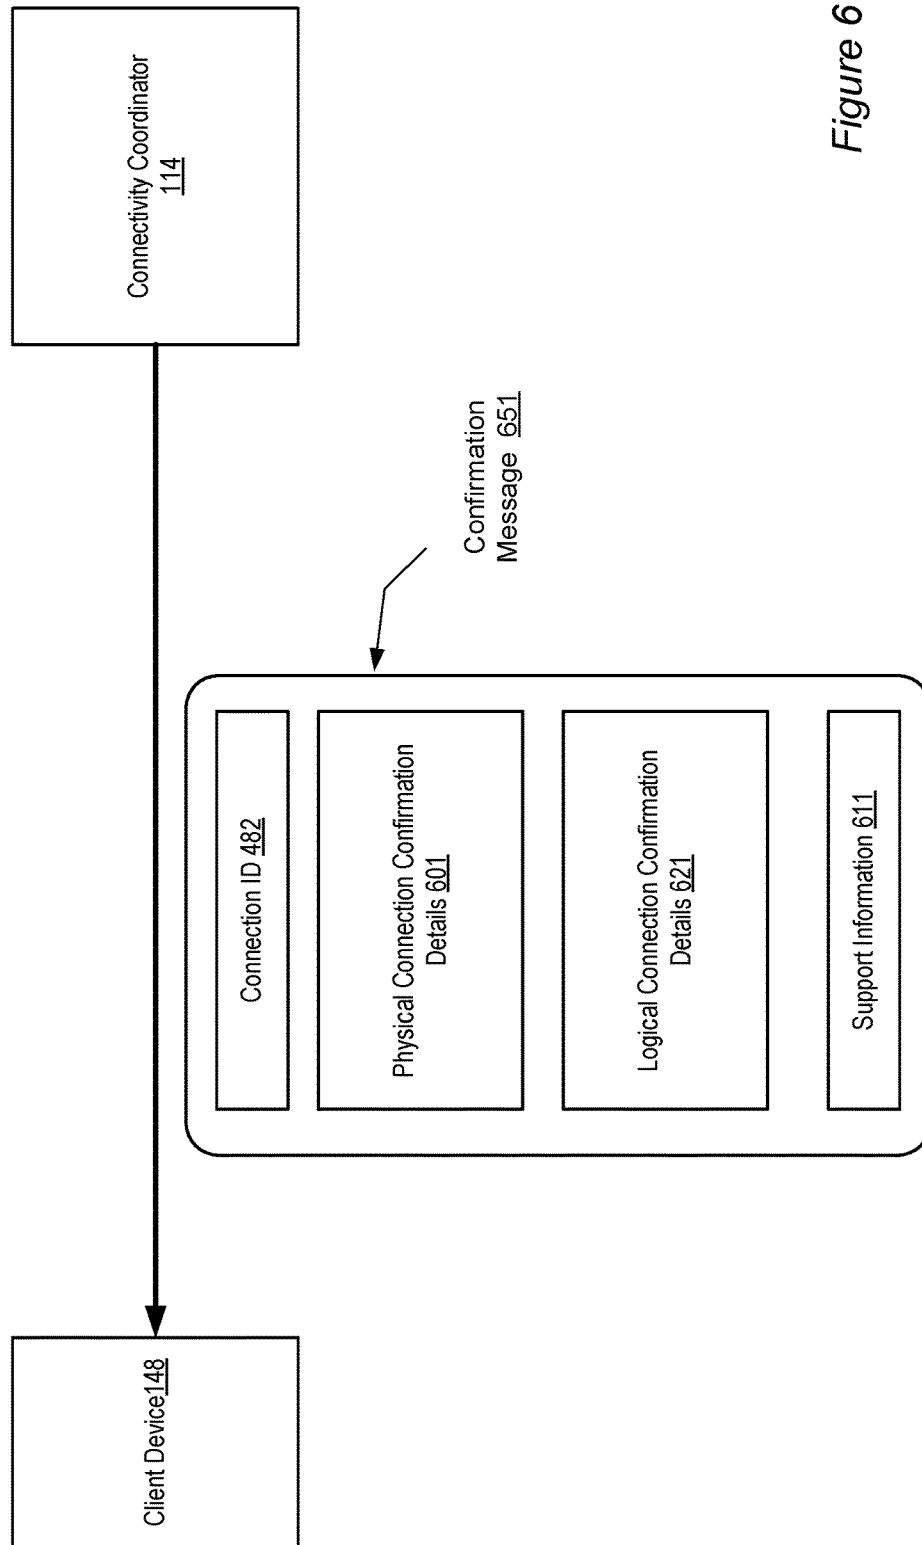 Client Device148
Connectivity Coordinator
114
Connection ID 482
Physical Connection Confirmation
Details 601
Logical Connection Confirmation
Details 621
Support Information 611
Confirmation
Message 651
Figure 6